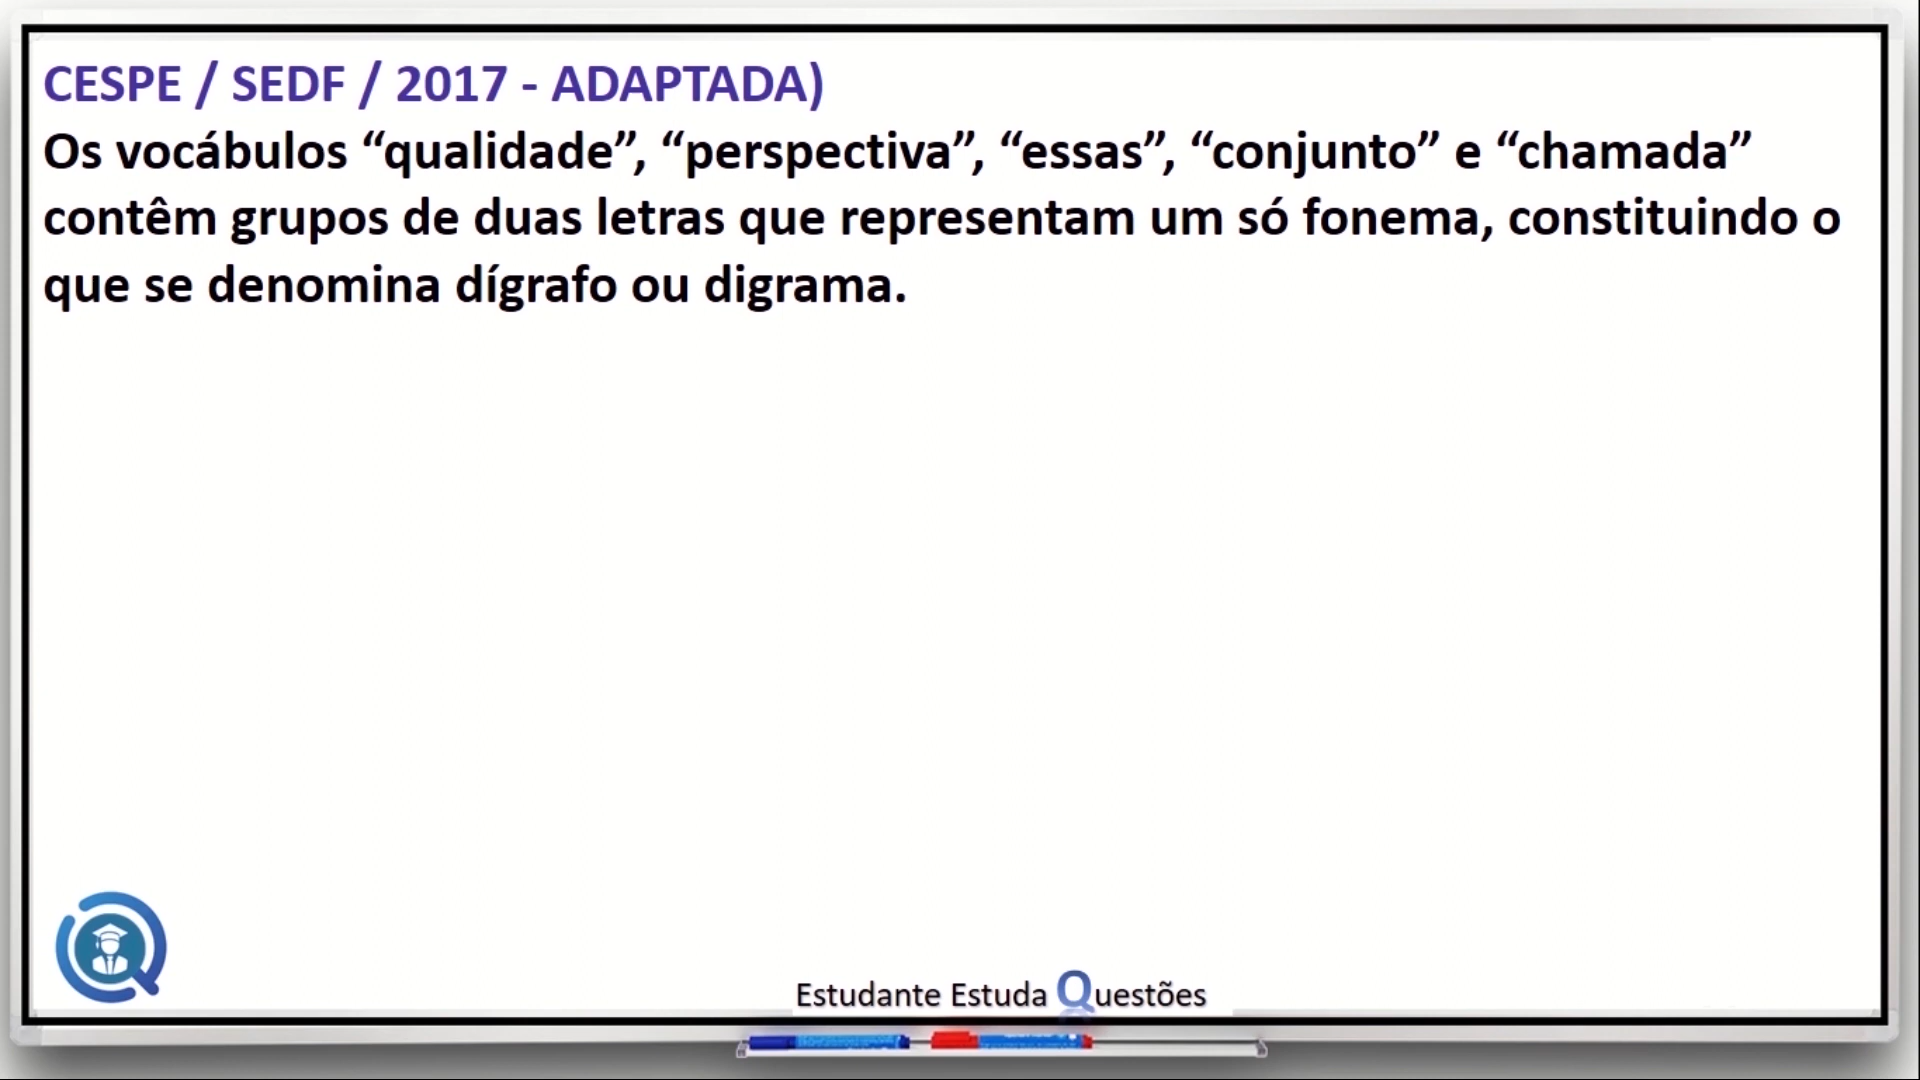 CESPE / SEDF / 2017 - ADAPTADA)
Os vocábulos “qualidade”, “perspectiva”, “essas”, “conjunto” e “chamada”
contêm grupos de duas letras que representam um só fonema, constituindo o
que se denomina dígrafo ou digrama.
Estudante Estuda Questões